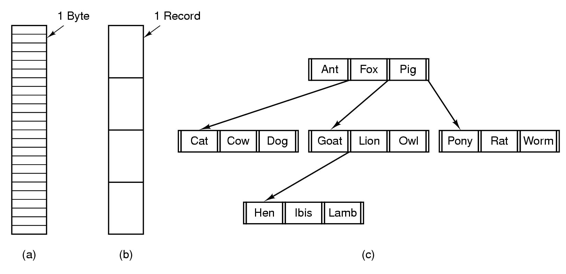 1 Byte
1 Record
Ant Fox Pig
Cat Cow Dog
Goat Lion Owl
Pony Rat Worm
Hen Ibis Lamb
(a)
(b)
(c)